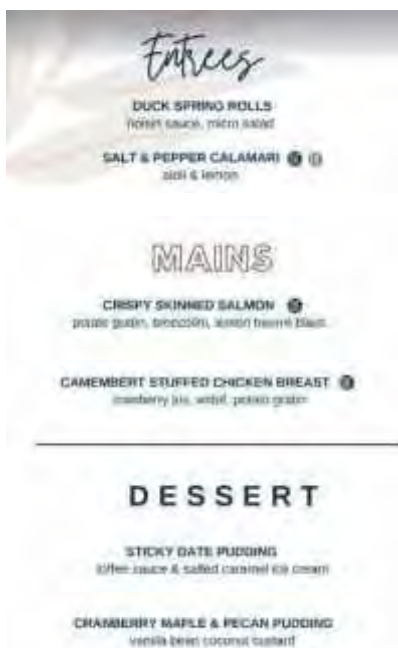 Entrees
DUCK SPRING ROLLS
hoisin sauce, micro salad
SALT & PEPPER CALAMARI
aioli & lemon
MAINS
CRISPY SKINNED SALMON
potato gratin, broccolini, lemon beurre blanc
CAMEMBERT STUFFED CHICKEN BREAST
cranberry jus, potato gratin
DESSERT
STICKY DATE PUDDING
toffee sauce & salted caramel ice cream
CRANBERRY MAPLE & PECAN PUDDING
vanilla bean coconut custard